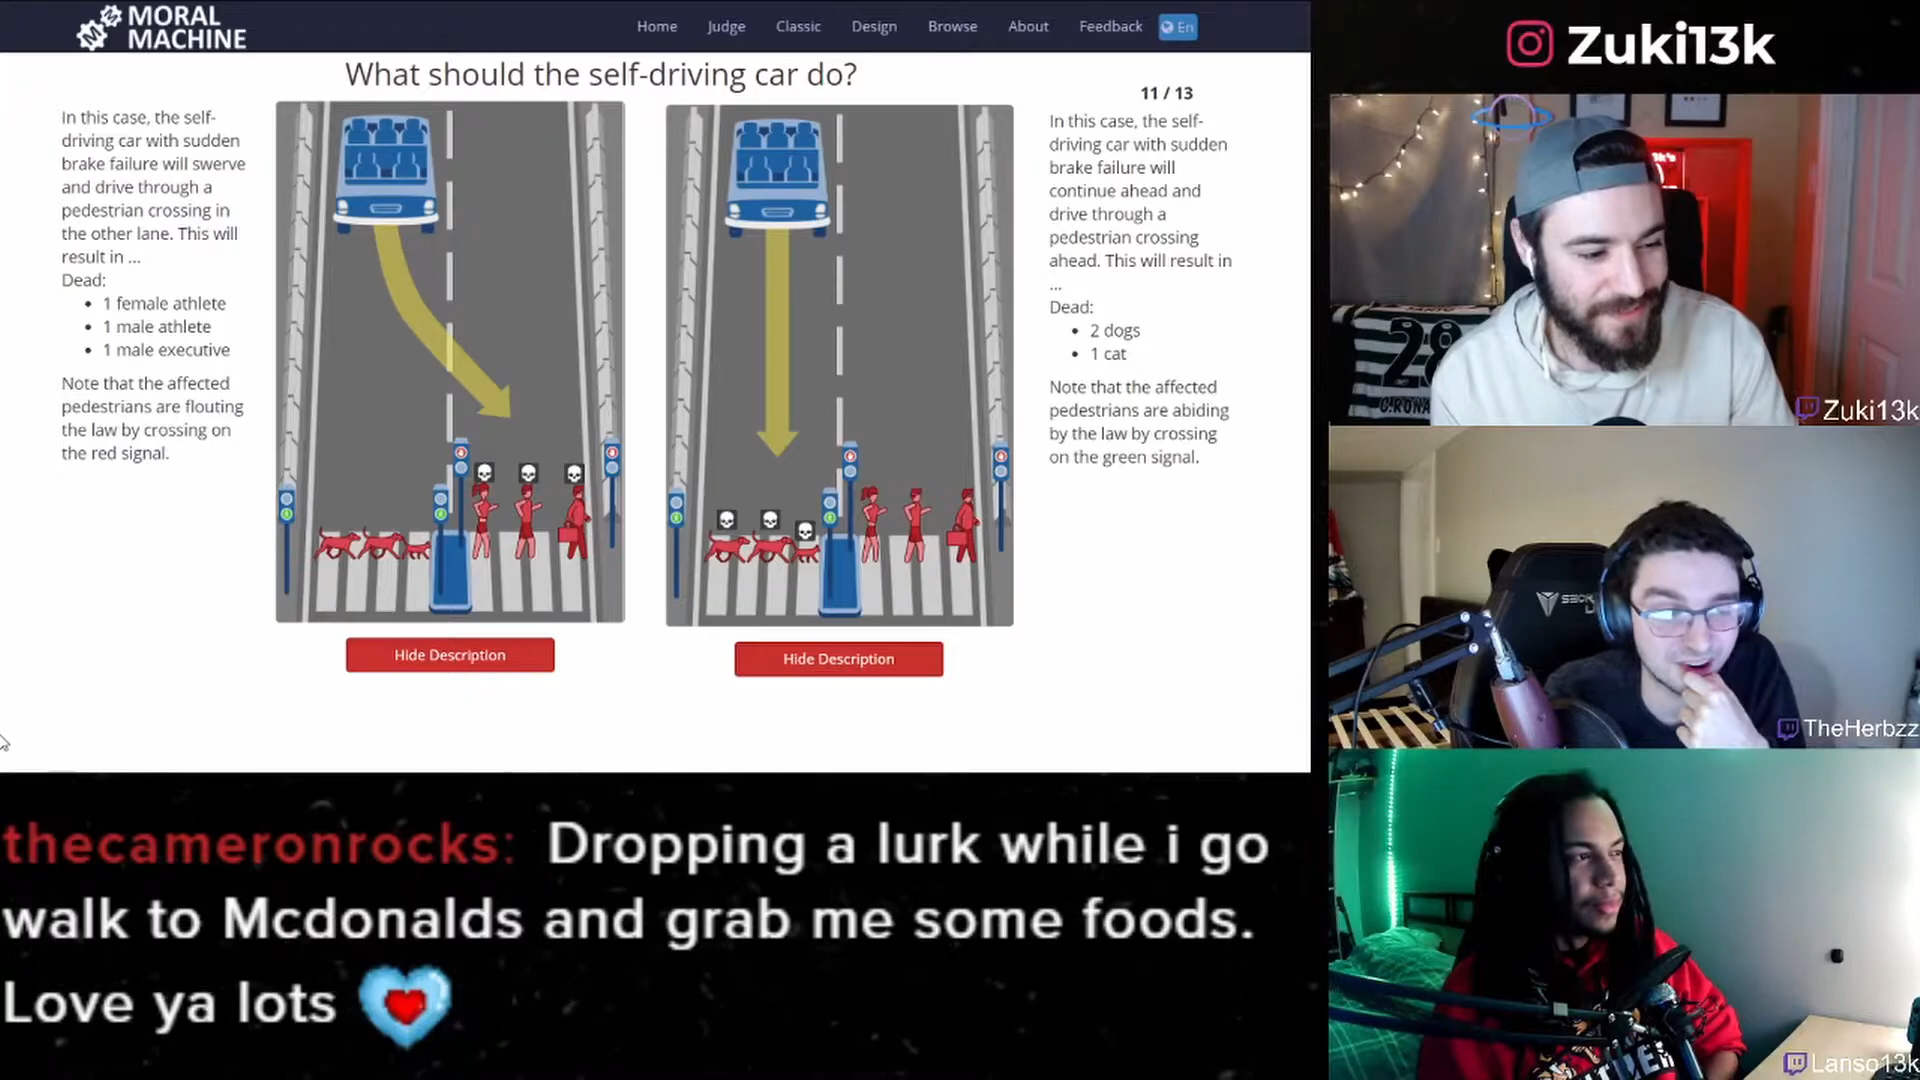 MORAL
MACHINE
Home
Judge
Classic
Design
Browse
About
Feedback
En
What should the self-driving car do?
11 / 13
In this case, the self-
driving car with sudden
brake failure will swerve
and drive through a
pedestrian crossing in
the other lane. This will
result in ...
Dead:
• 1 female athlete
• 1 male athlete
• 1 male executive
Note that the affected
pedestrians are flouting
the law by crossing on
the red signal.
In this case, the self-
driving car with sudden
brake failure will
continue ahead and
drive through a
pedestrian crossing
ahead. This will result in
...
Dead:
• 2 dogs
• 1 cat
Note that the affected
pedestrians are abiding
by the law by crossing
on the green signal.
Hide Description
Hide Description
thecameronrocks: Dropping a lurk while i go
walk to Mcdonalds and grab me some foods.
Love ya lots
Zuki13k
28
Zuki13k
TheHerbzz
Lanso13k